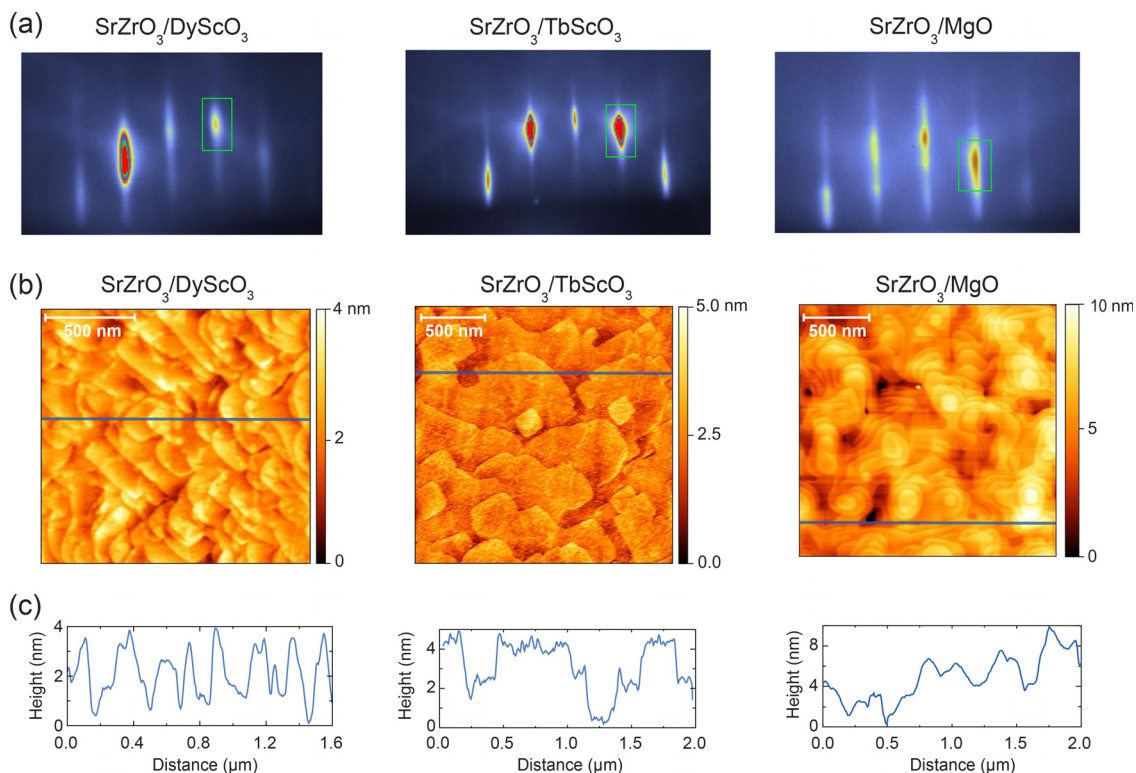 (a)
SrZrO₃/DyScO₃ SrZrO₃/TbScO₃ SrZrO₃/MgO
(b)
SrZrO₃/DyScO₃ SrZrO₃/TbScO₃ SrZrO₃/MgO
500 nm 4 nm 2 0
500 nm 5.0 nm 2.5 0.0
500 nm 10 nm 5 0
(c)
Height (nm) 4 2 0
0.0 0.4 0.8 1.2 1.6
Distance (µm)
Height (nm) 4 2 0
0.0 0.5 1.0 1.5 2.0
Distance (µm)
Height (nm) 8 4 0
0.0 0.5 1.0 1.5 2.0
Distance (µm)